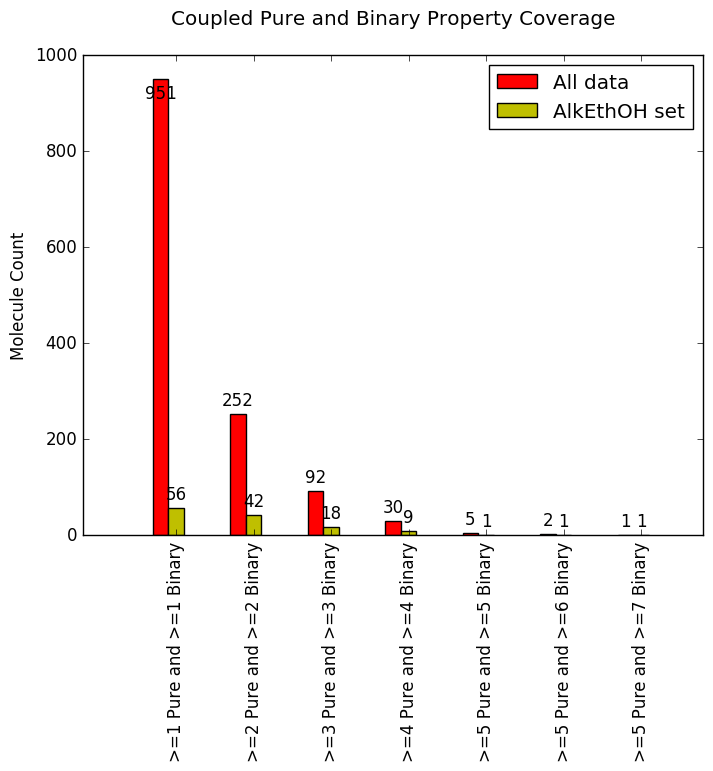 Coupled Pure and Binary Property Coverage
All data
AlkEthOH set
Molecule Count
1000
800
600
400
200
0
951
56
252
42
92
18
30
9
5
1
2
1
1
1
>=1 Pure and >=1 Binary
>=2 Pure and >=2 Binary
>=3 Pure and >=3 Binary
>=4 Pure and >=4 Binary
>=5 Pure and >=5 Binary
>=5 Pure and >=6 Binary
>=5 Pure and >=7 Binary